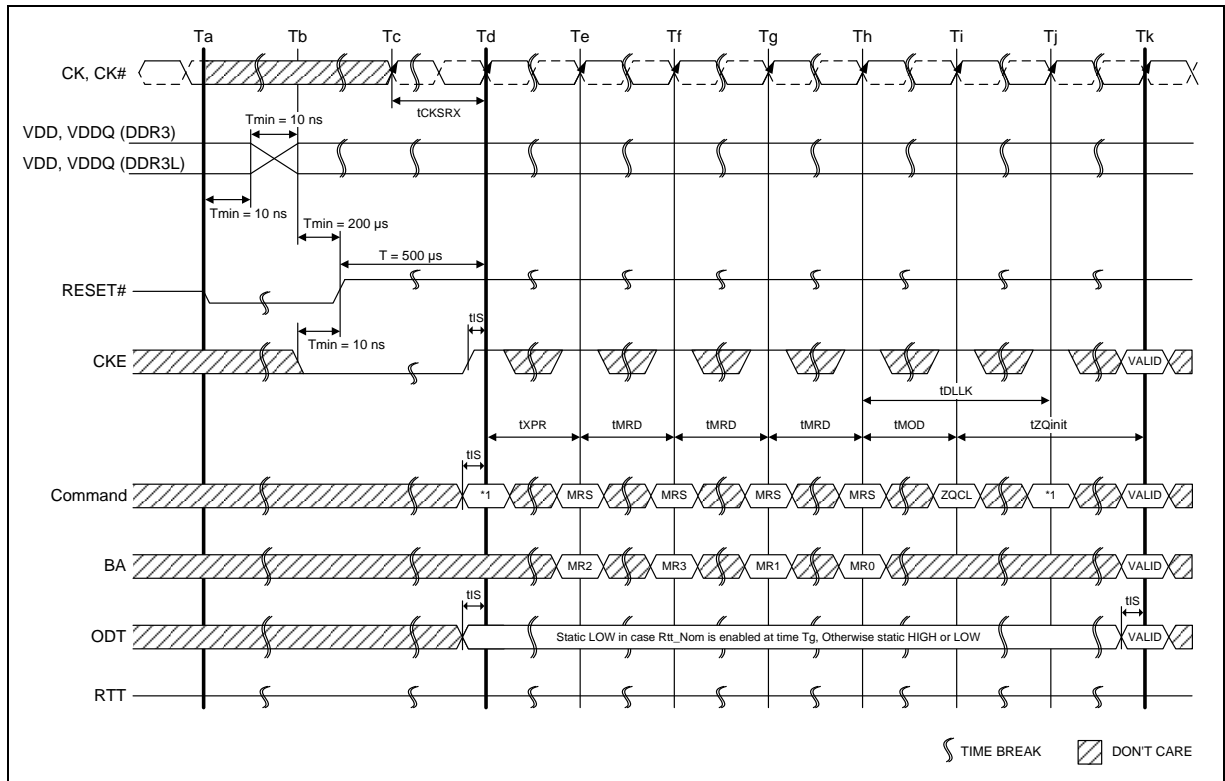 Ta Tb Tc Td Te Tf Tg Th Ti Tj Tk
CK, CK#
tCKSRX
Tmin = 10 ns
VDD, VDDQ (DDR3)
VDD, VDDQ (DDR3L)
Tmin = 10 ns
Tmin = 200 µs
T = 500 µs
RESET#
tIS
Tmin = 10 ns
CKE VALID
tDLLK
tXPR tMRD tMRD tMRD tMOD tZQinit
tIS
Command *1 MRS MRS MRS MRS ZQCL *1 VALID
BA MR2 MR3 MR1 MR0 VALID
tIS tIS
ODT Static LOW in case Rtt_Nom is enabled at time Tg, Otherwise static HIGH or LOW VALID
RTT
TIME BREAK DON'T CARE